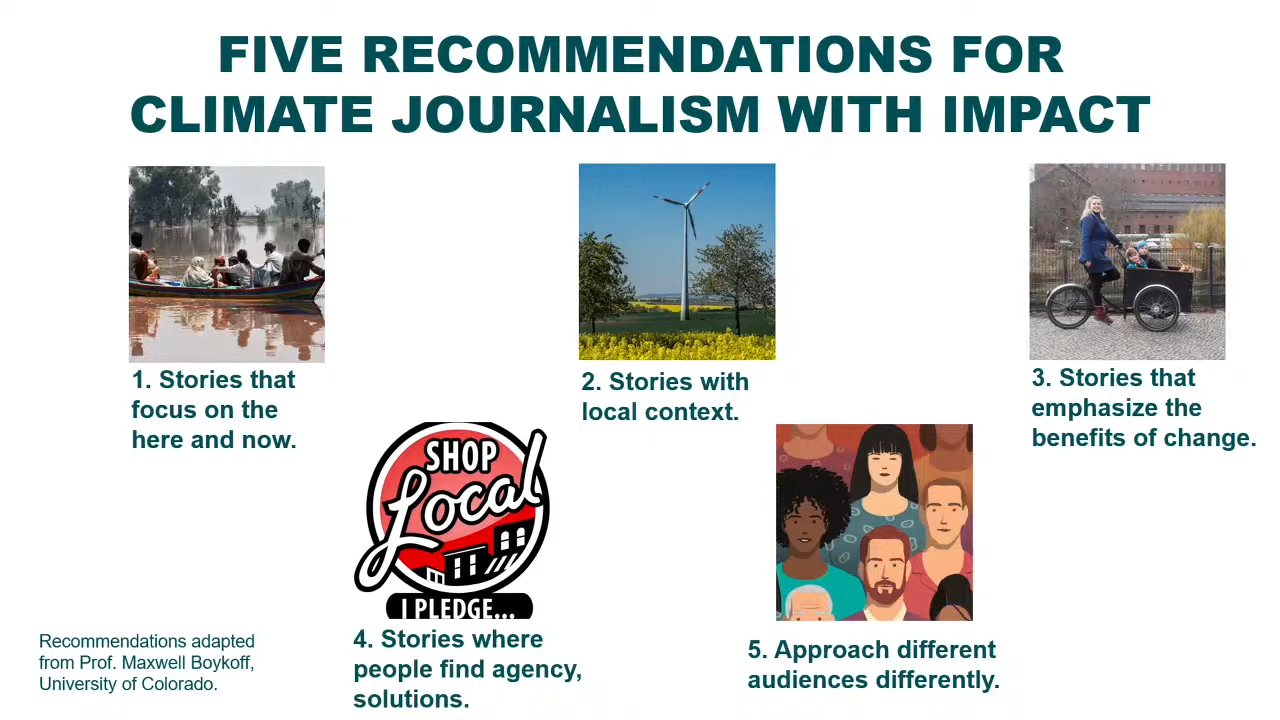 FIVE RECOMMENDATIONS FOR
CLIMATE JOURNALISM WITH IMPACT
1. Stories that
focus on the
here and now.
2. Stories with
local context.
3. Stories that
emphasize the
benefits of change.
SHOP
Local
I PLEDGE...
4. Stories where
people find agency,
solutions.
5. Approach different
audiences differently.
Recommendations adapted
from Prof. Maxwell Boykoff,
University of Colorado.